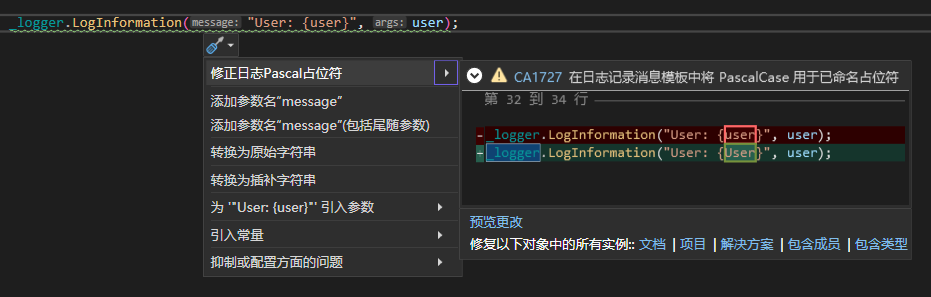 _logger.LogInformation(message: "User: {user}", args: user);
修正日志Pascal占位符
添加参数名“message”
添加参数名“message”(包括尾随参数)
转换为原始字符串
转换为插补字符串
为 '"User: {user}"' 引入参数
引入常量
抑制或配置方面的问题
CA1727 在日志记录消息模板中将 PascalCase 用于已命名占位符
第 32 到 34 行
- _logger.LogInformation("User: {user}", user);
+ _logger.LogInformation("User: {User}", user);
预览更改
修复以下对象中的所有实例:: 文档 | 项目 | 解决方案 | 包含成员 | 包含类型